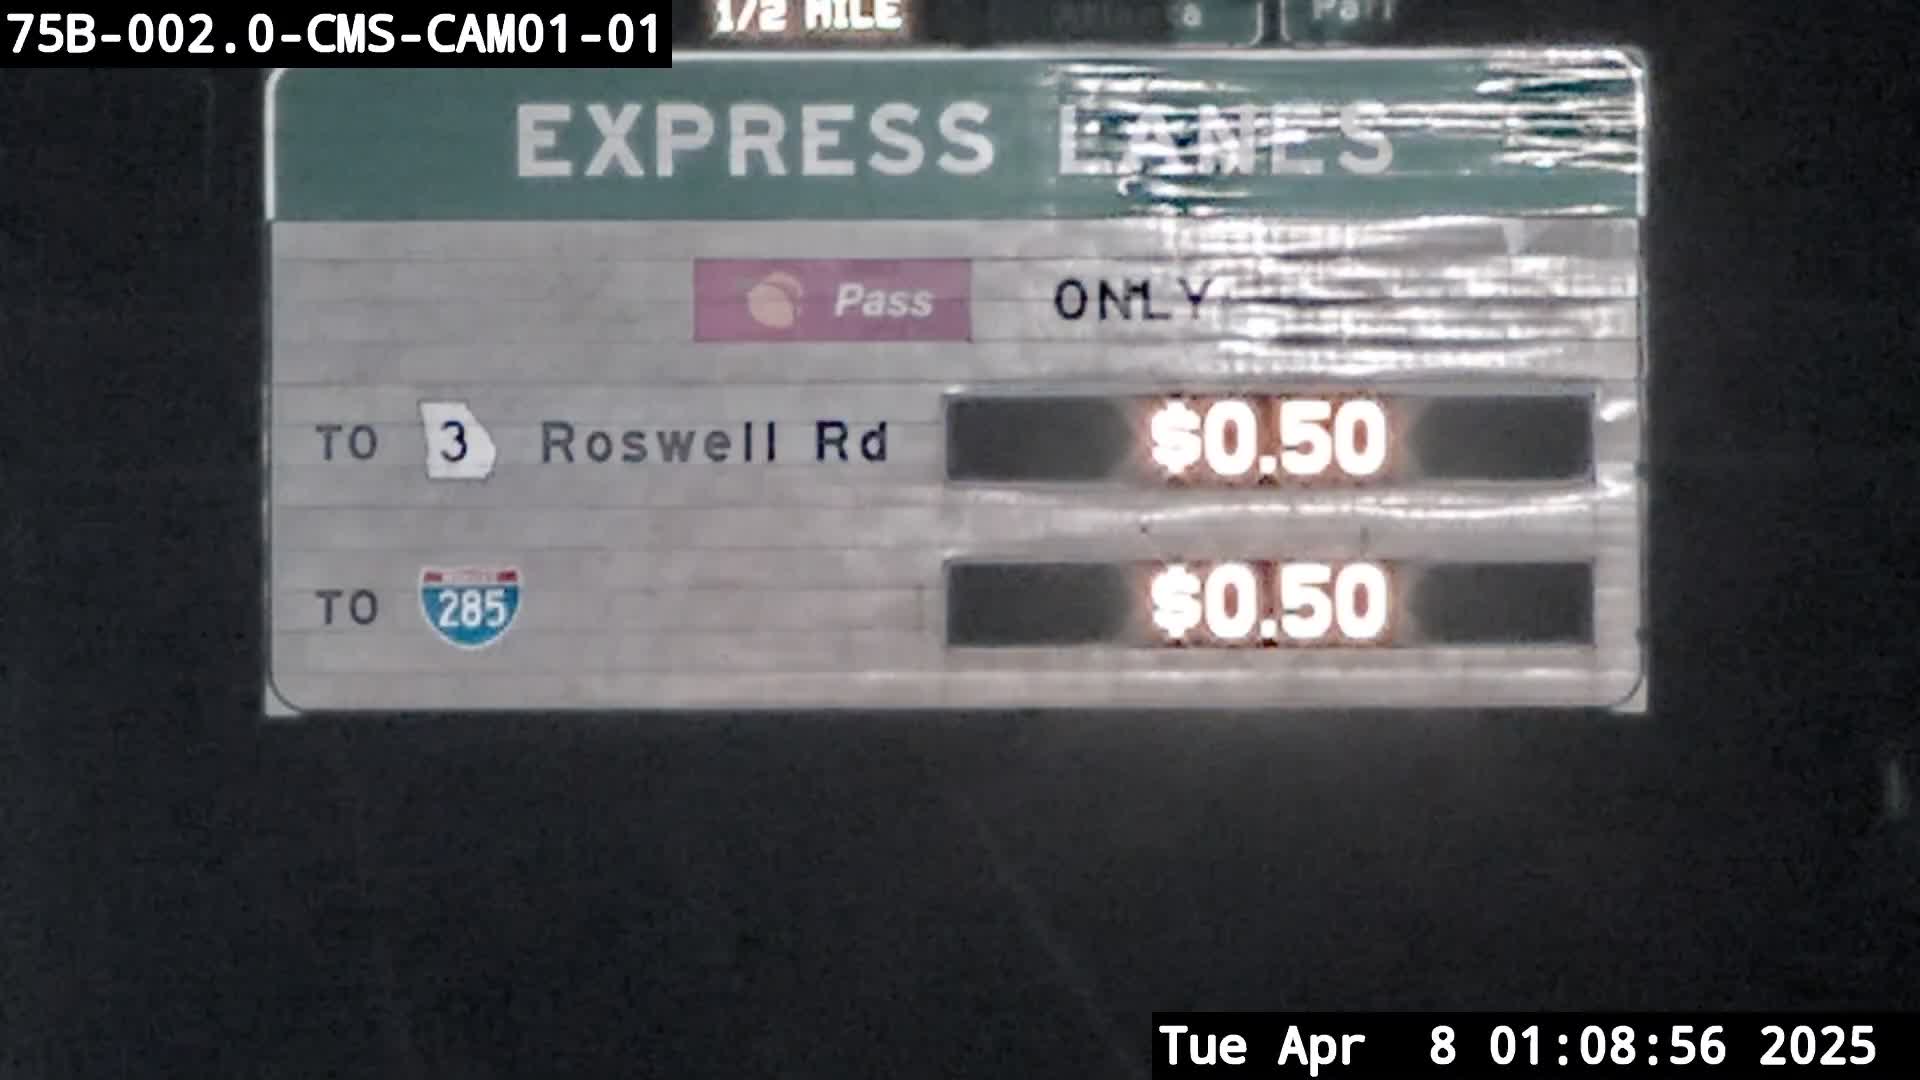 75B-002.0-CMS-CAM01-01
1/2 MILE
EXPRESS LANES
Pass ONLY
TO 3 Roswell Rd $0.50
TO 285 $0.50
Tue Apr 8 01:08:56 2025